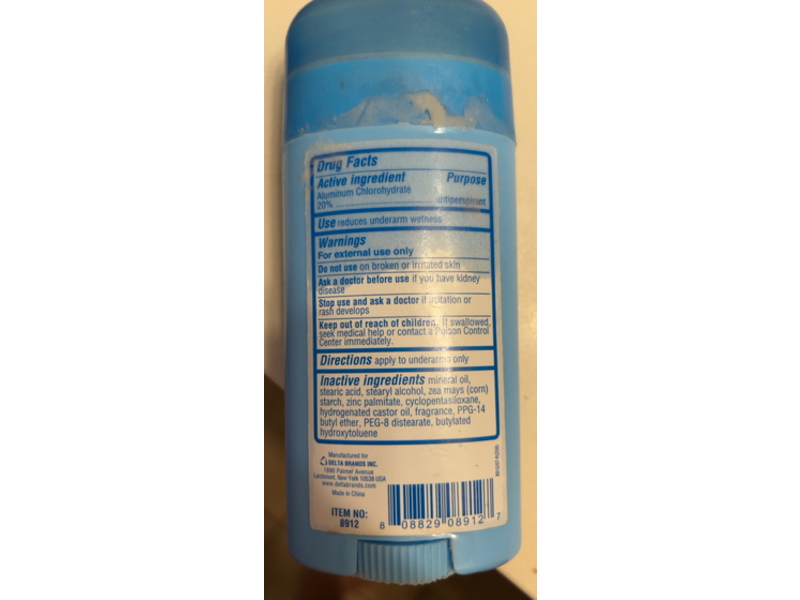 Drug Facts
Active ingredient Purpose
Aluminum Chlorohydrate
20% antiperspirant
Use reduces underarm wetness
Warnings
For external use only
Do not use on broken or irritated skin
Ask a doctor before use if you have kidney
disease
Stop use and ask a doctor if irritation or
rash develops
Keep out of reach of children. If swallowed,
seek medical help or contact a Poison Control
Center immediately.
Directions apply to underarms only
Inactive ingredients mineral oil,
stearic acid, stearyl alcohol, zea mays (corn)
starch, zinc palmitate, cyclopentasiloxane,
hydrogenated castor oil, fragrance, PPG-14
butyl ether, PEG-8 distearate, butylated
hydroxytoluene
Manufactured for
DELTA BRANDS INC.
1890 Palmer Avenue
Larchmont, New York 10538 USA
www.deltabrands.com
Made in China
ITEM NO:
8912
8 08829 08912 7